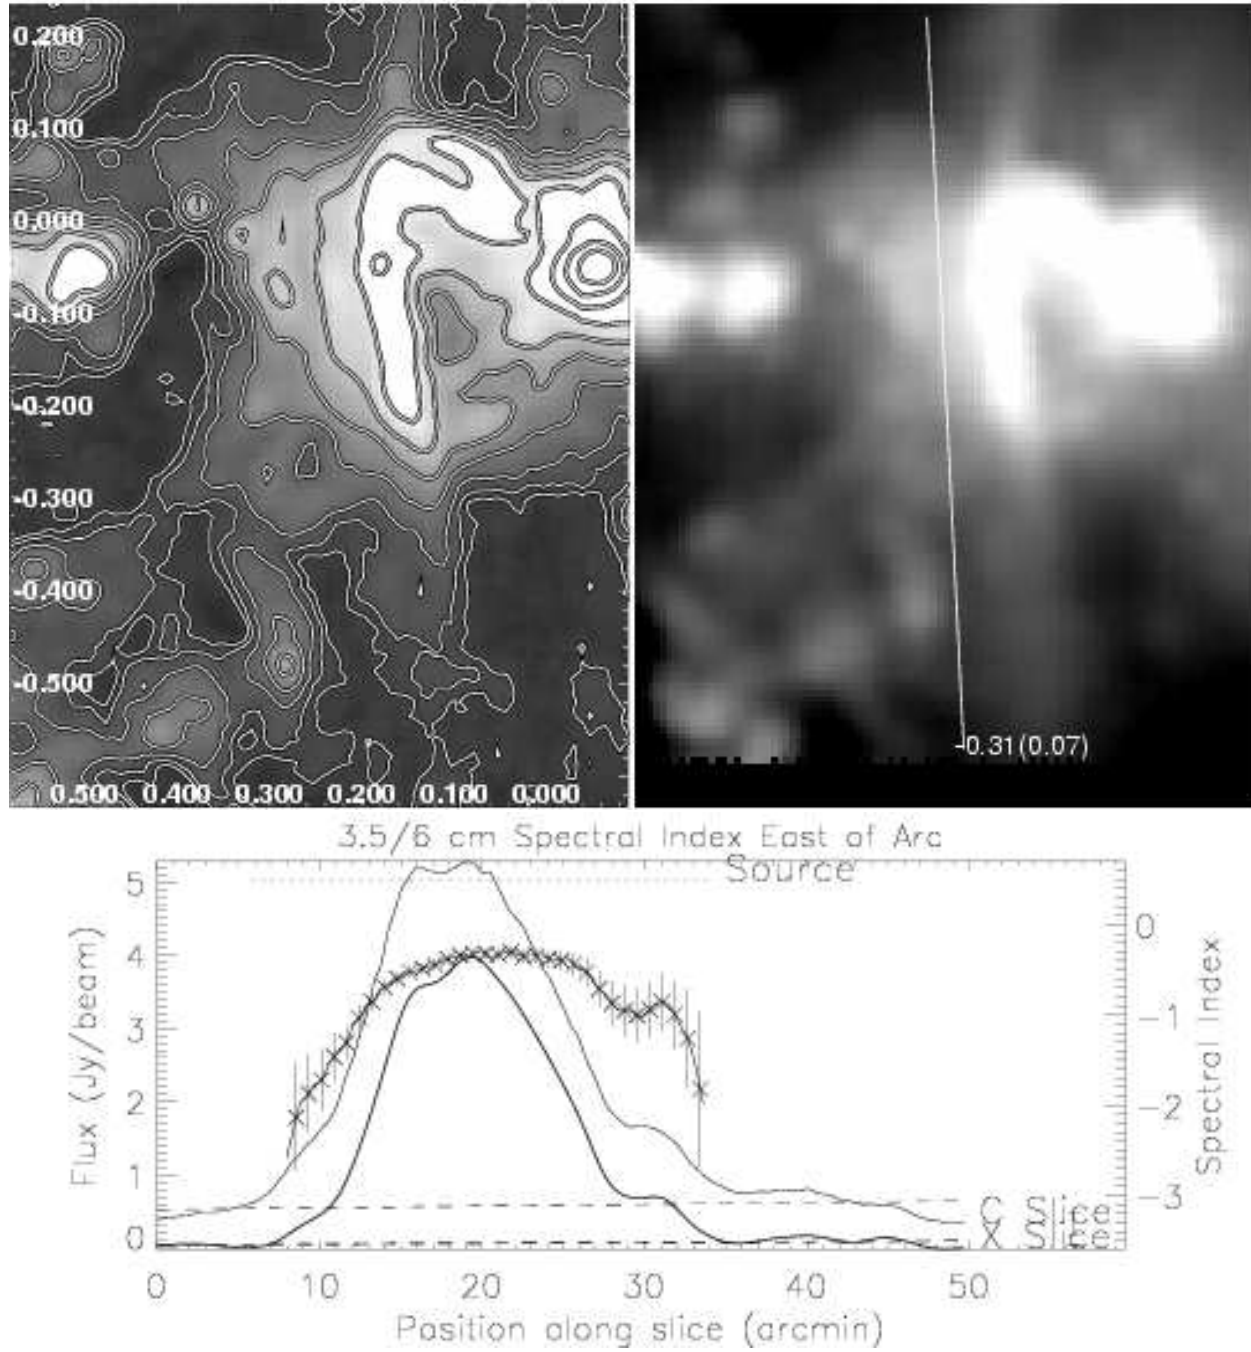 0.200
0.100
0.000
-0.100
-0.200
-0.300
-0.400
-0.500
0.500 0.400 0.300 0.200 0.100 0.000
-0.31(0.07)
3.5/6 cm Spectral Index East of Arc
Source
5
4
3
2
1
0
Flux (Jy/beam)
0
-1
-2
-3
Spectral Index
C Slice
X Slice
0 10 20 30 40 50
Position along slice (arcmin)